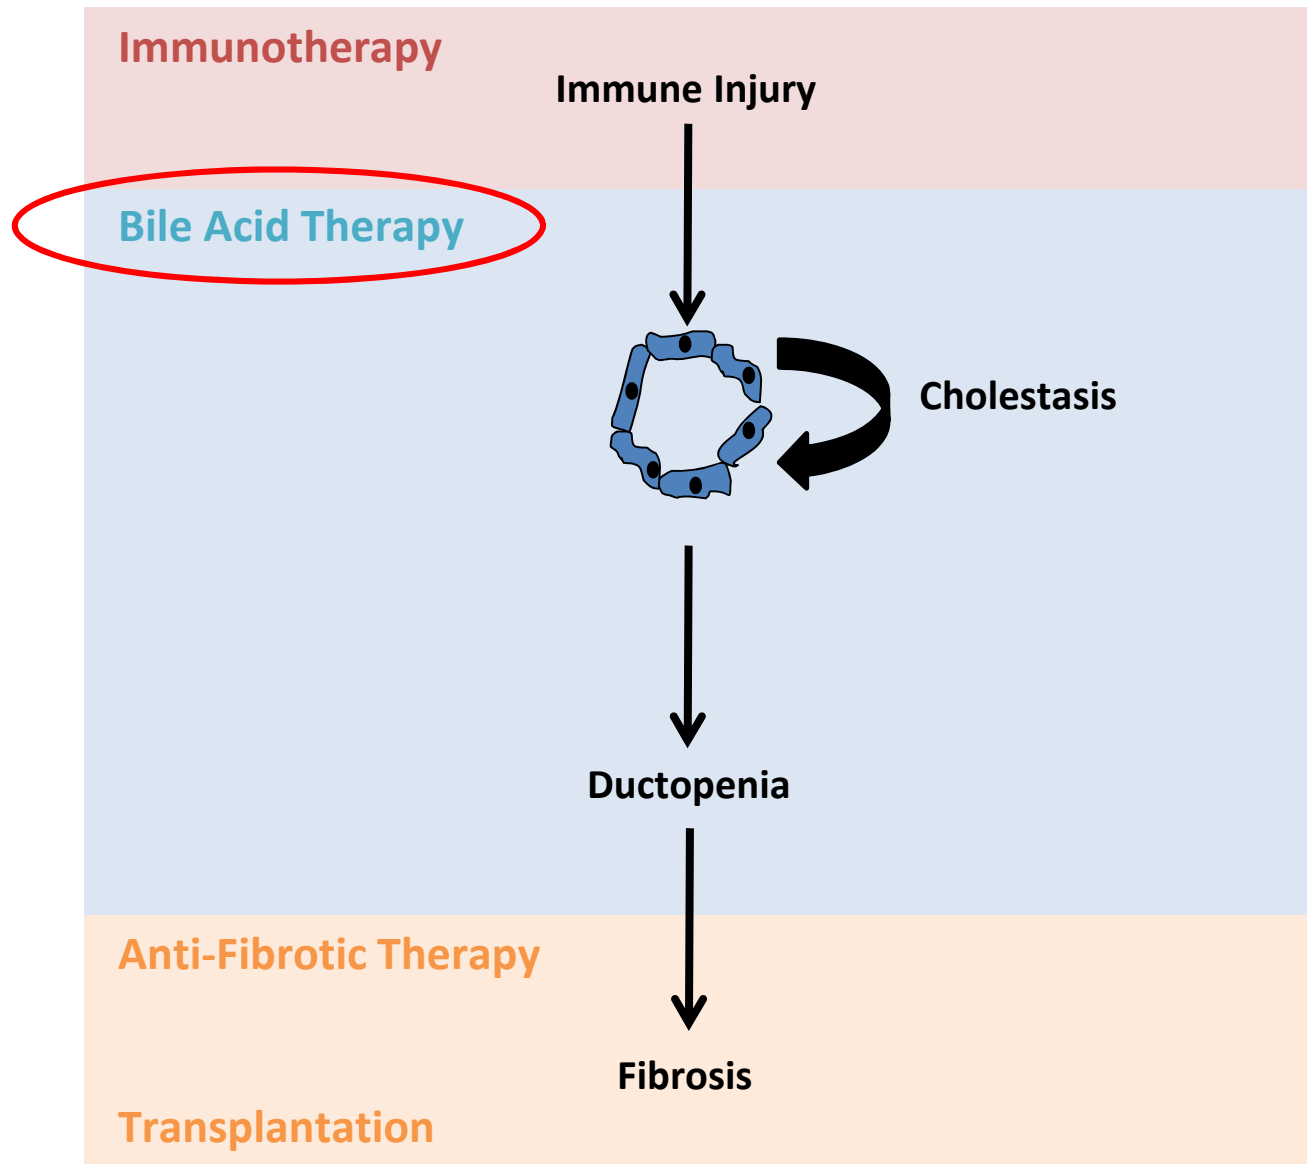 Immunotherapy
Immune Injury
Bile Acid Therapy
Cholestasis
Ductopenia
Anti-Fibrotic Therapy
Fibrosis
Transplantation